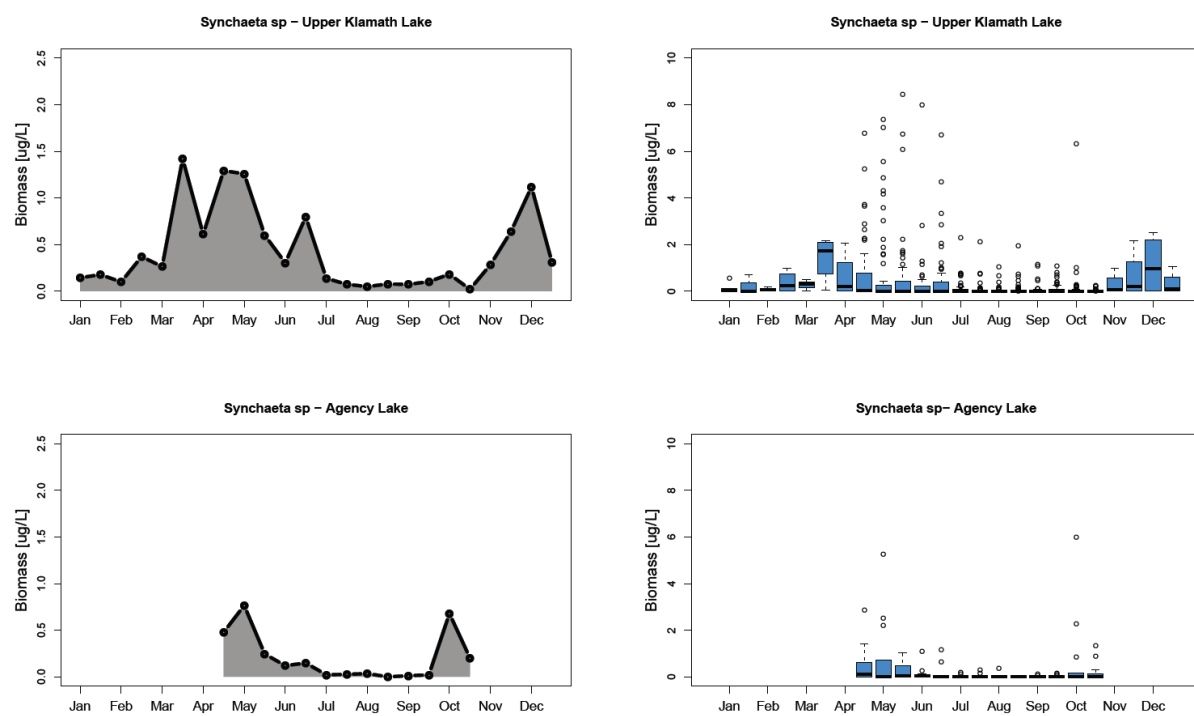 Synchaeta sp − Upper Klamath Lake
Biomass [ug/L]
2.5
2.0
1.5
1.0
0.5
0.0
Jan Feb Mar Apr May Jun Jul Aug Sep Oct Nov Dec
Synchaeta sp − Upper Klamath Lake
Biomass [ug/L]
10
8
6
4
2
0
Jan Feb Mar Apr May Jun Jul Aug Sep Oct Nov Dec
Synchaeta sp − Agency Lake
Biomass [ug/L]
2.5
2.0
1.5
1.0
0.5
0.0
Jan Feb Mar Apr May Jun Jul Aug Sep Oct Nov Dec
Synchaeta sp− Agency Lake
Biomass [ug/L]
10
8
6
4
2
0
Jan Feb Mar Apr May Jun Jul Aug Sep Oct Nov Dec